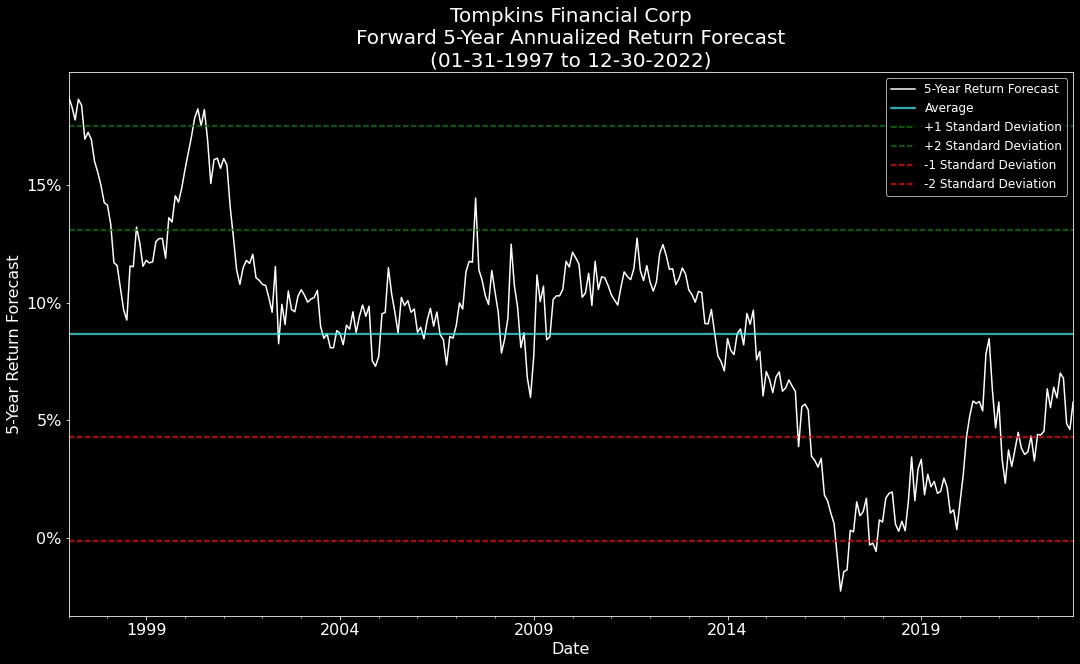 Tompkins Financial Corp
Forward 5-Year Annualized Return Forecast
(01-31-1997 to 12-30-2022)
5-Year Return Forecast
Average
+1 Standard Deviation
+2 Standard Deviation
-1 Standard Deviation
-2 Standard Deviation
15%
10%
5%
0%
5-Year Return Forecast
1999
2004
2009
2014
2019
Date